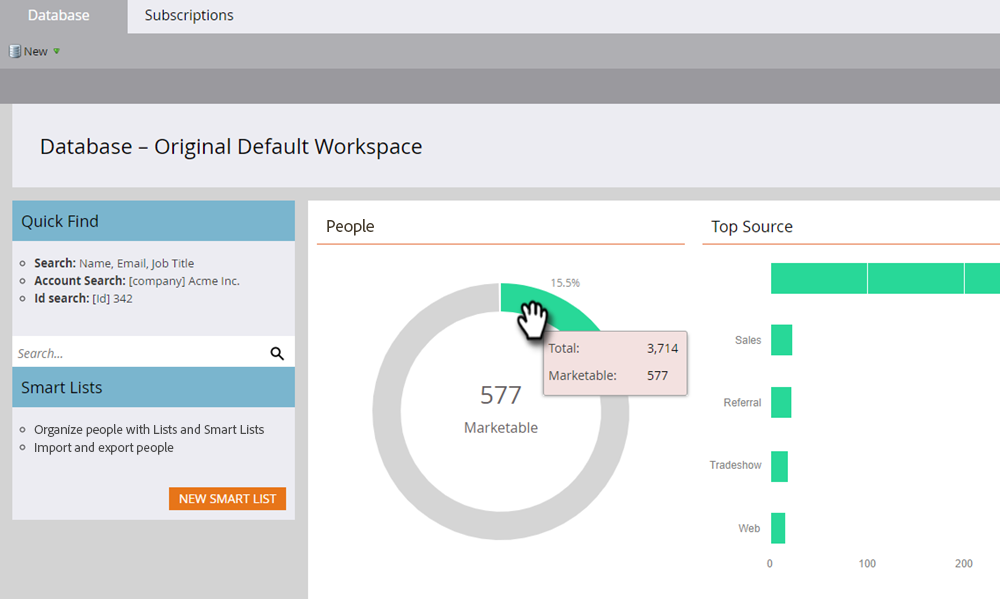 Database
Subscriptions
New
Database – Original Default Workspace
Quick Find
Search: Name, Email, Job Title
Account Search: [company] Acme Inc.
Id search: [Id] 342
Search...
Smart Lists
Organize people with Lists and Smart Lists
Import and export people
NEW SMART LIST
People
15.5%
Total: 3,714
Marketable: 577
577
Marketable
Top Source
Sales
Referral
Tradeshow
Web
0 100 200